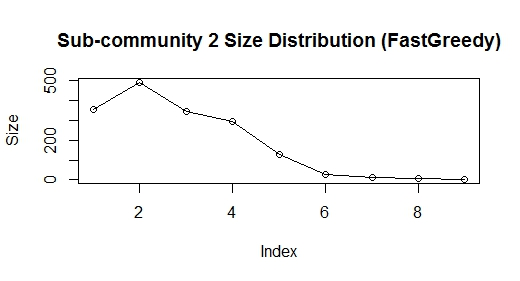 Sub-community 2 Size Distribution (FastGreedy)
Size
500
200
0
2 4 6 8
Index